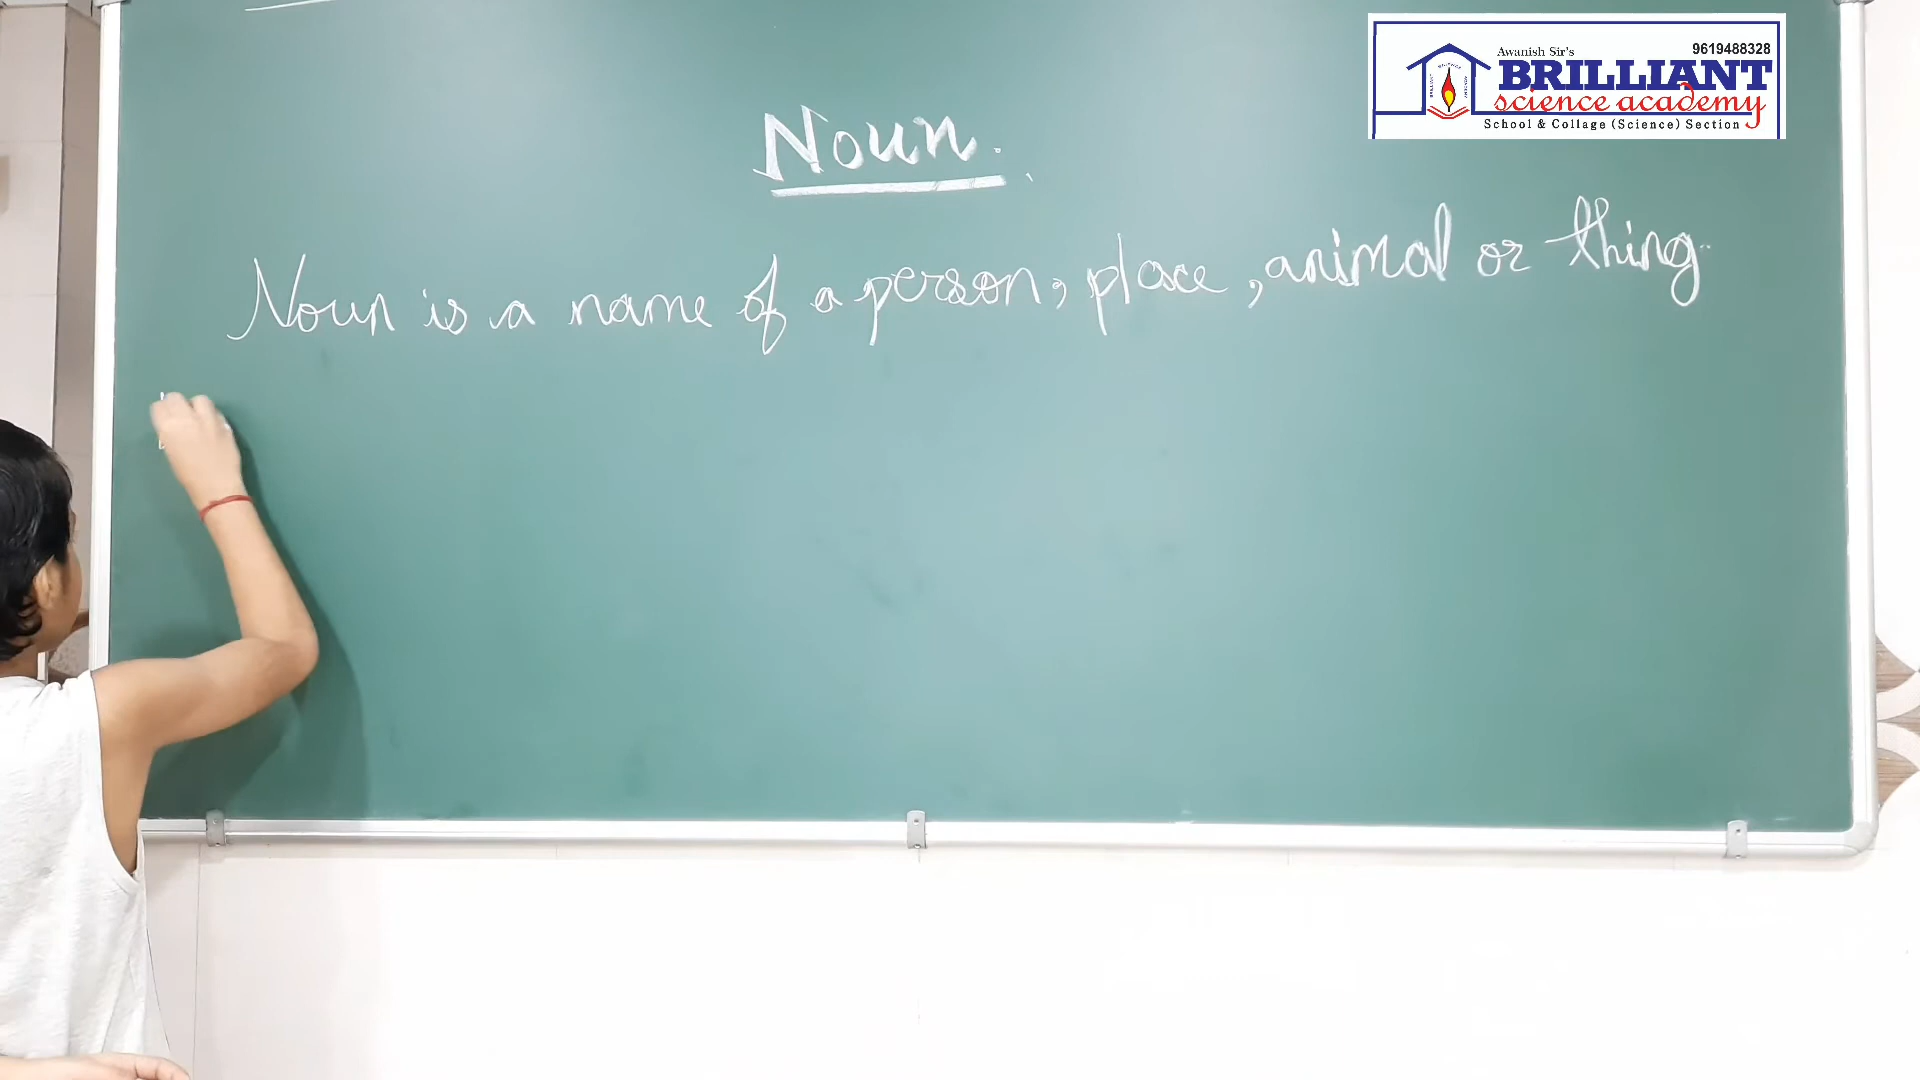 Awanish Sir's
9619488328
BRILLIANT
science academy
School & Collage (Science) Section
Noun.
Noun is a name of a person, place, animal or thing